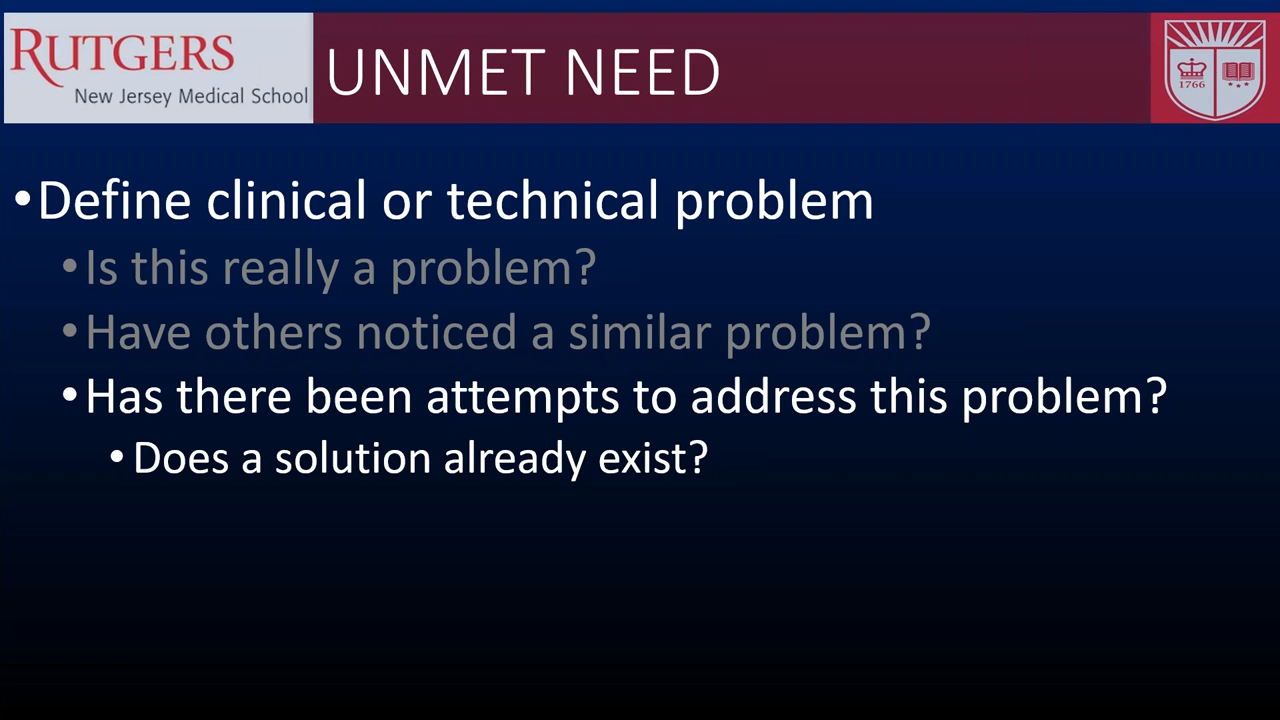 RUTGERS
New Jersey Medical School
UNMET NEED
1766
•Define clinical or technical problem
•Is this really a problem?
•Have others noticed a similar problem?
•Has there been attempts to address this problem?
•Does a solution already exist?